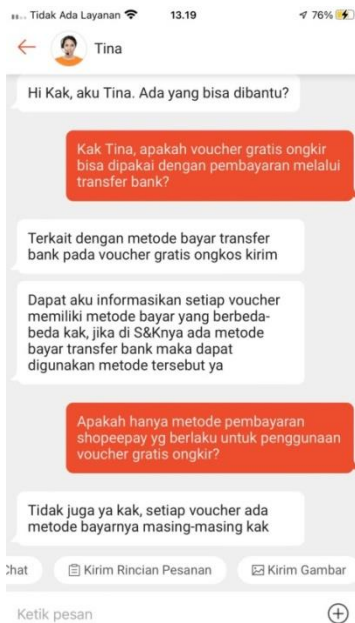 Tidak Ada Layanan
13.19
76%
Tina
Hi Kak, aku Tina. Ada yang bisa dibantu?
Kak Tina, apakah voucher gratis ongkir
bisa dipakai dengan pembayaran melalui
transfer bank?
Terkait dengan metode bayar transfer
bank pada voucher gratis ongkos kirim
Dapat aku informasikan setiap voucher
memiliki metode bayar yang berbeda-
beda kak, jika di S&Knya ada metode
bayar transfer bank maka dapat
digunakan metode tersebut ya
Apakah hanya metode pembayaran
shopeepay yg berlaku untuk penggunaan
voucher gratis ongkir?
Tidak juga ya kak, setiap voucher ada
metode bayarnya masing-masing kak
Chat
Kirim Rincian Pesanan
Kirim Gambar
Ketik pesan